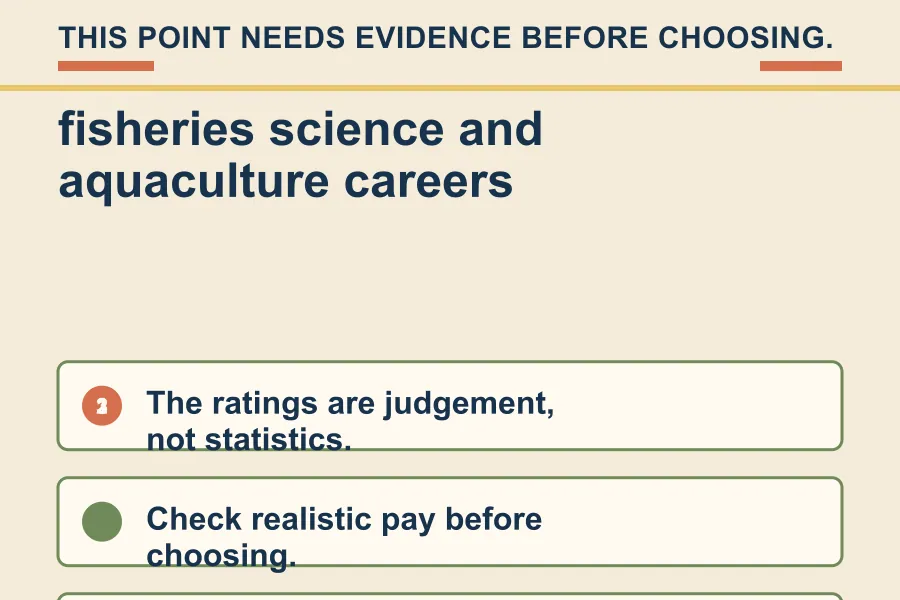 THIS POINT NEEDS EVIDENCE BEFORE CHOOSING.
fisheries science and
aquaculture careers
The ratings are judgement,
not statistics.
Check realistic pay before
choosing.